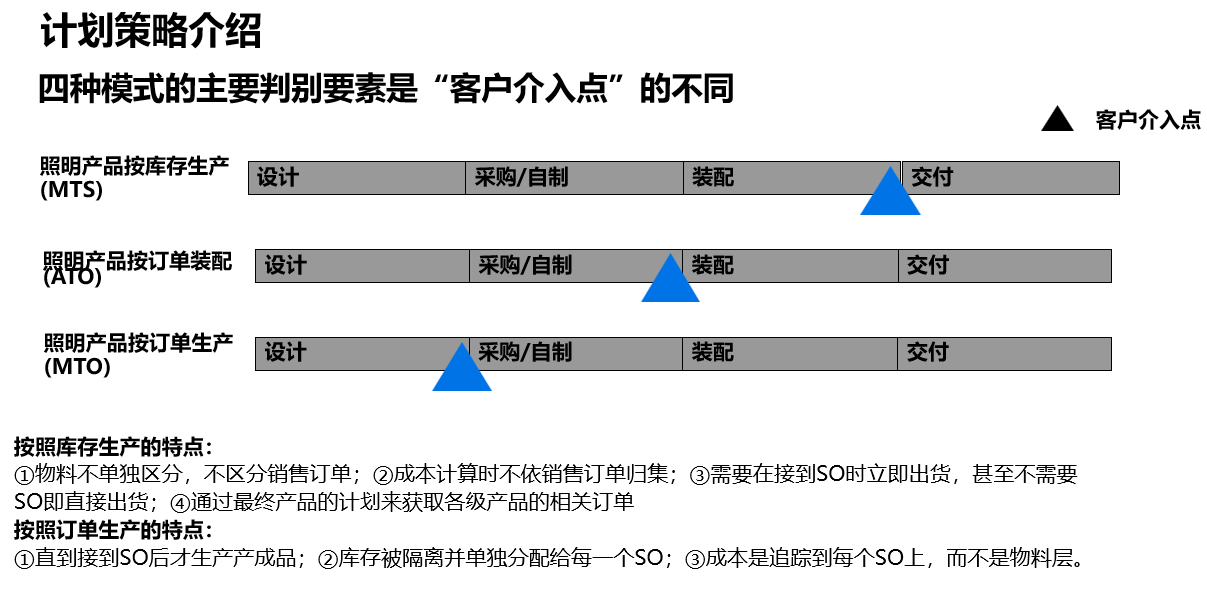 计划策略介绍
四种模式的主要判别要素是“客户介入点”的不同
客户介入点
照明产品按库存生产
(MTS)
设计 采购/自制 装配 交付
照明产品按订单装配
(ATO)
设计 采购/自制 装配 交付
照明产品按订单生产
(MTO)
设计 采购/自制 装配 交付
按照库存生产的特点：
①物料不单独区分，不区分销售订单；②成本计算时不依销售订单归集；③需要在接到SO时立即出货，甚至不需要
SO即直接出货；④通过最终产品的计划来获取各级产品的相关订单
按照订单生产的特点：
①直到接到SO后才生产产成品；②库存被隔离并单独分配给每一个SO；③成本是追踪到每个SO上，而不是物料层。